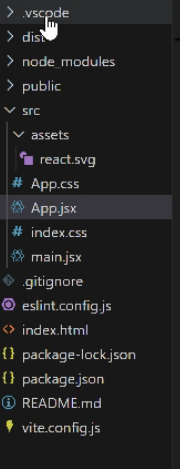 .vscode
dist
node_modules
public
src
assets
react.svg
App.css
App.jsx
index.css
main.jsx
.gitignore
eslint.config.js
index.html
package-lock.json
package.json
README.md
vite.config.js